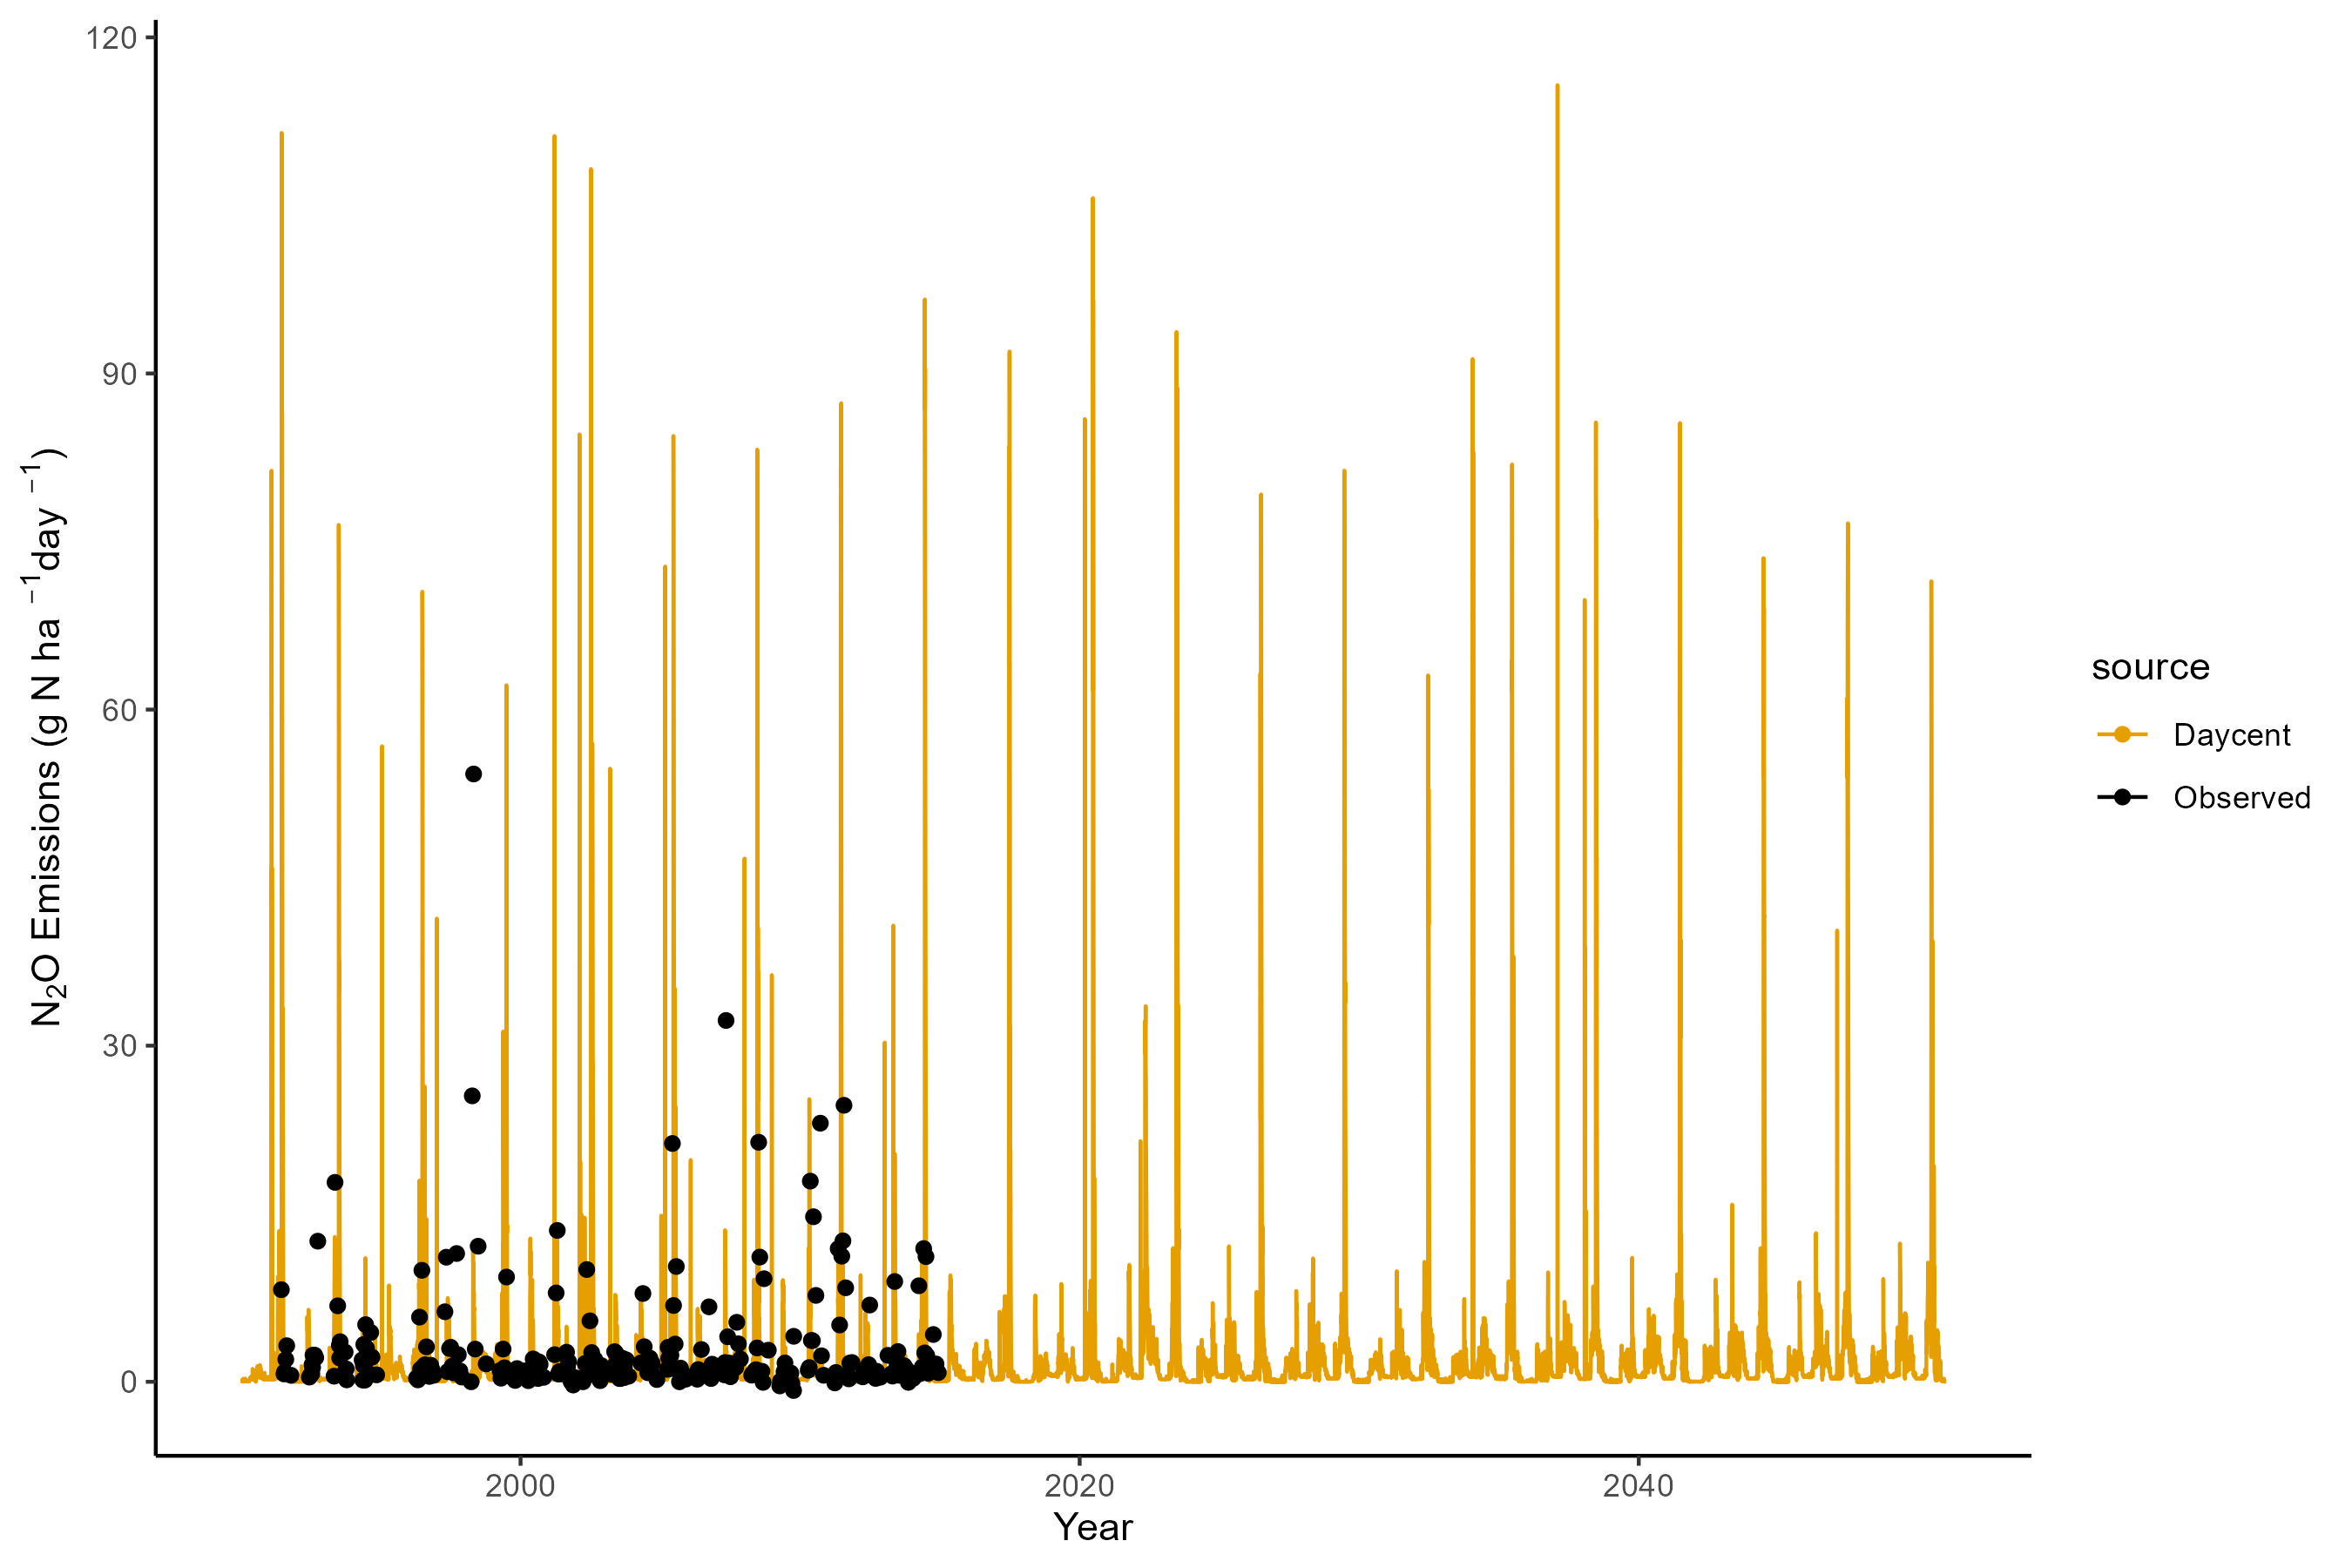 120
90
60
30
0
N₂O Emissions (g N ha ⁻¹day ⁻¹)
2000
2020
2040
Year
source
Daycent
Observed